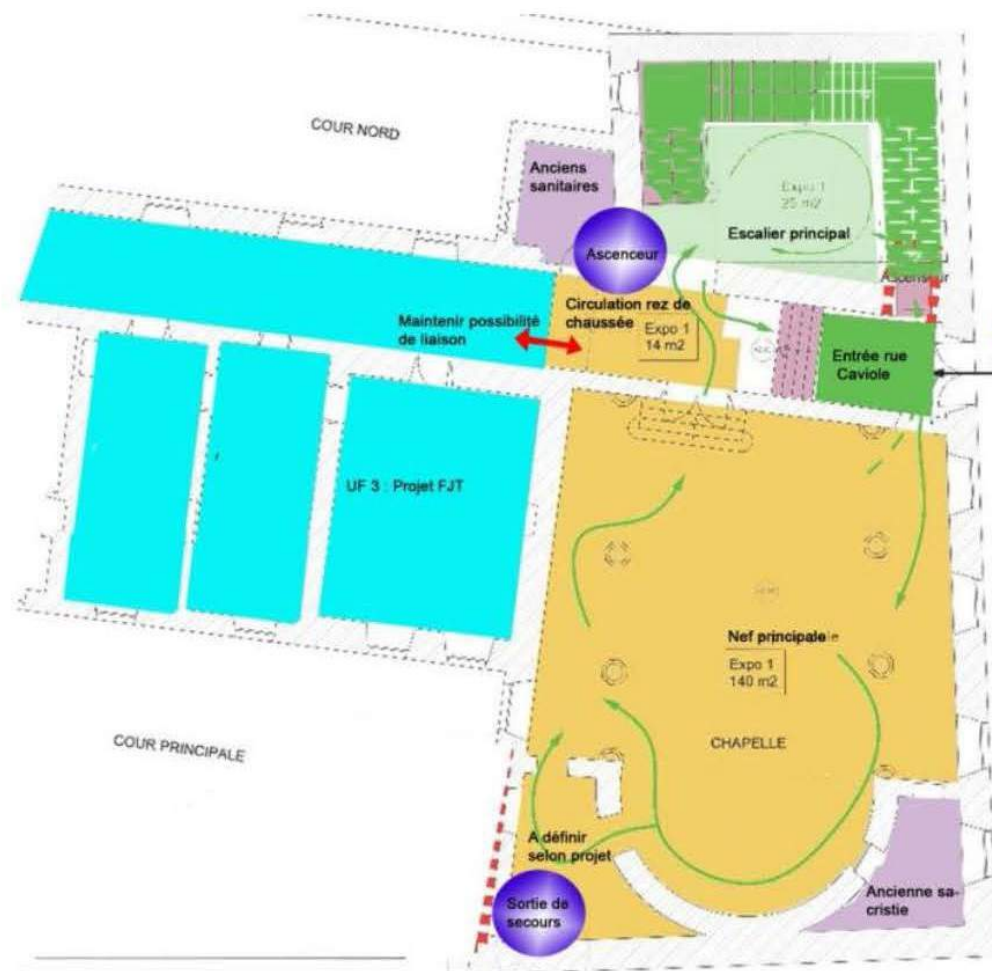 COUR NORD
Anciens
sanitaires
Expo 1
25 m2
Escalier principal
Ascenceur
Ascenseur
Circulation rez de
chaussée
Expo 1
14 m2
Maintenir possibilité
de liaison
Entrée rue
Caviole
UF 3 : Projet FJT
Nef principale
Expo 1
140 m2
COUR PRINCIPALE
CHAPELLE
A définir
selon projet
Sortie de
secours
Ancienne sa-
cristie